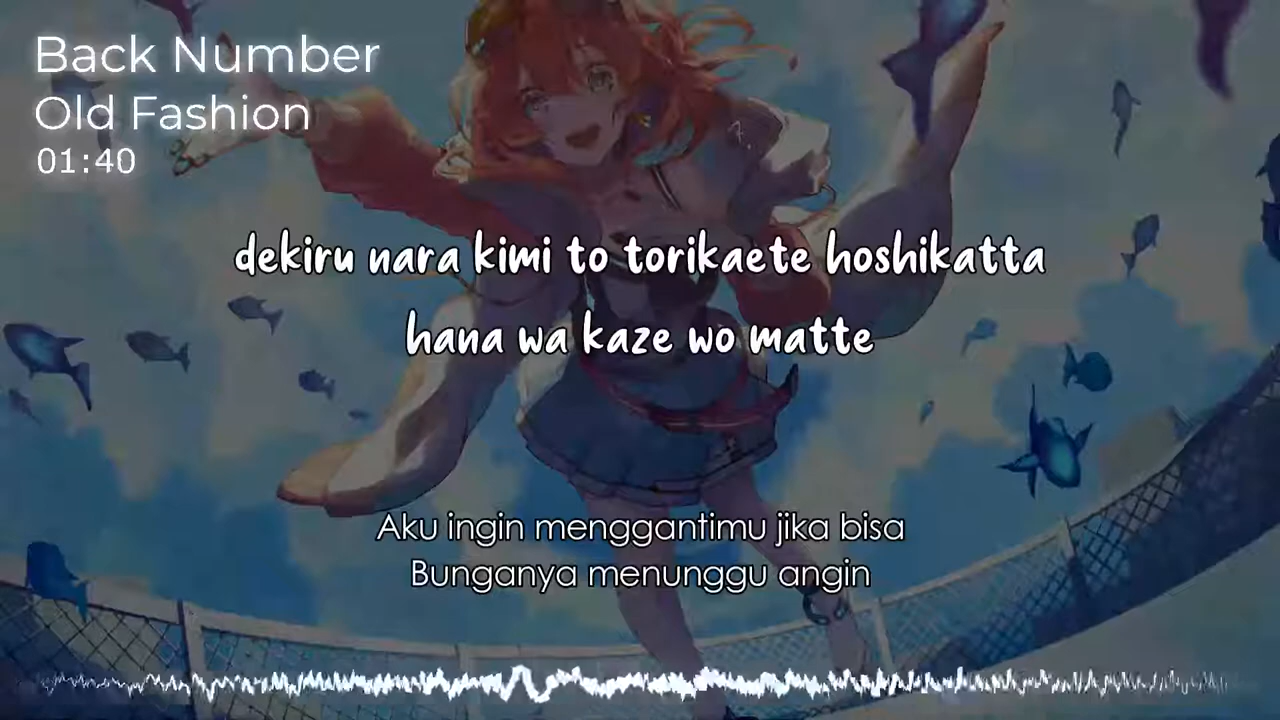 Back Number
Old Fashion
01:40
dekiru nara kimi to torikaete hoshikatta
hana wa kaze wo matte
Aku ingin menggantimu jika bisa
Bunganya menunggu angin